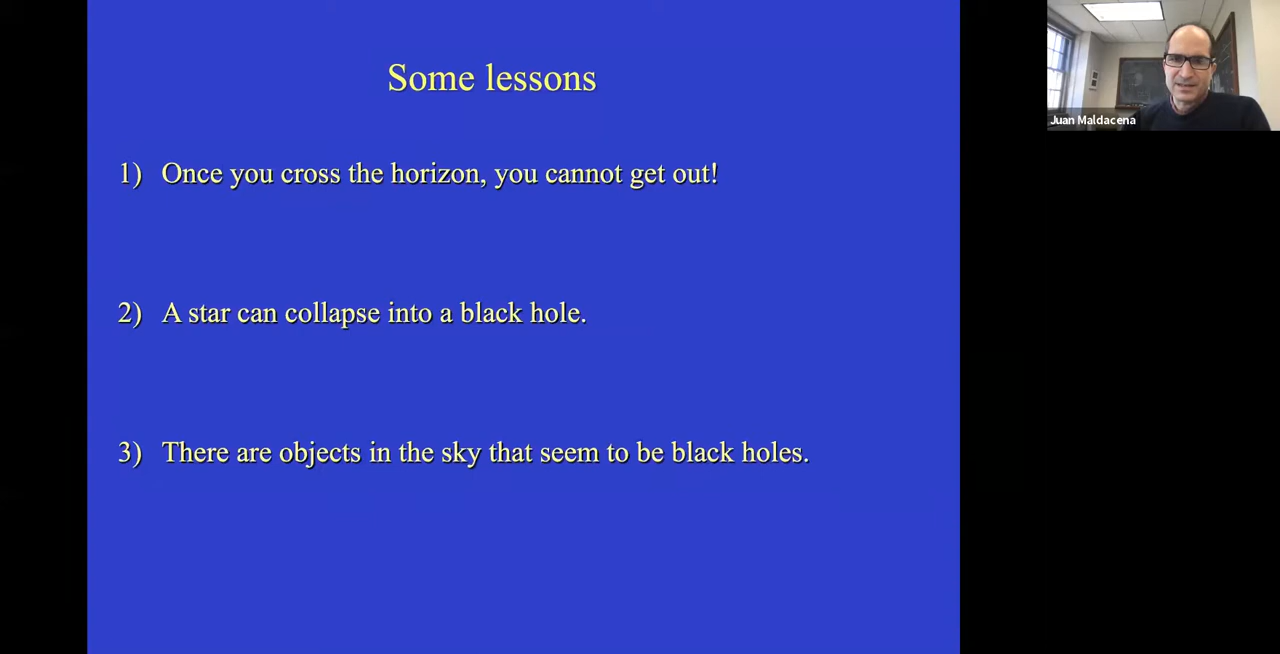 Some lessons
1) Once you cross the horizon, you cannot get out!
2) A star can collapse into a black hole.
3) There are objects in the sky that seem to be black holes.
Juan Maldacena